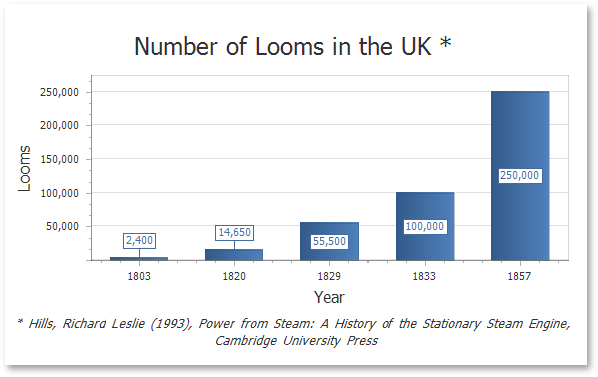 Number of Looms in the UK *
Looms
250,000
200,000
150,000
100,000
50,000
2,400
14,650
55,500
100,000
250,000
1803 1820 1829 1833 1857
Year
* Hills, Richard Leslie (1993), Power from Steam: A History of the Stationary Steam Engine,
Cambridge University Press